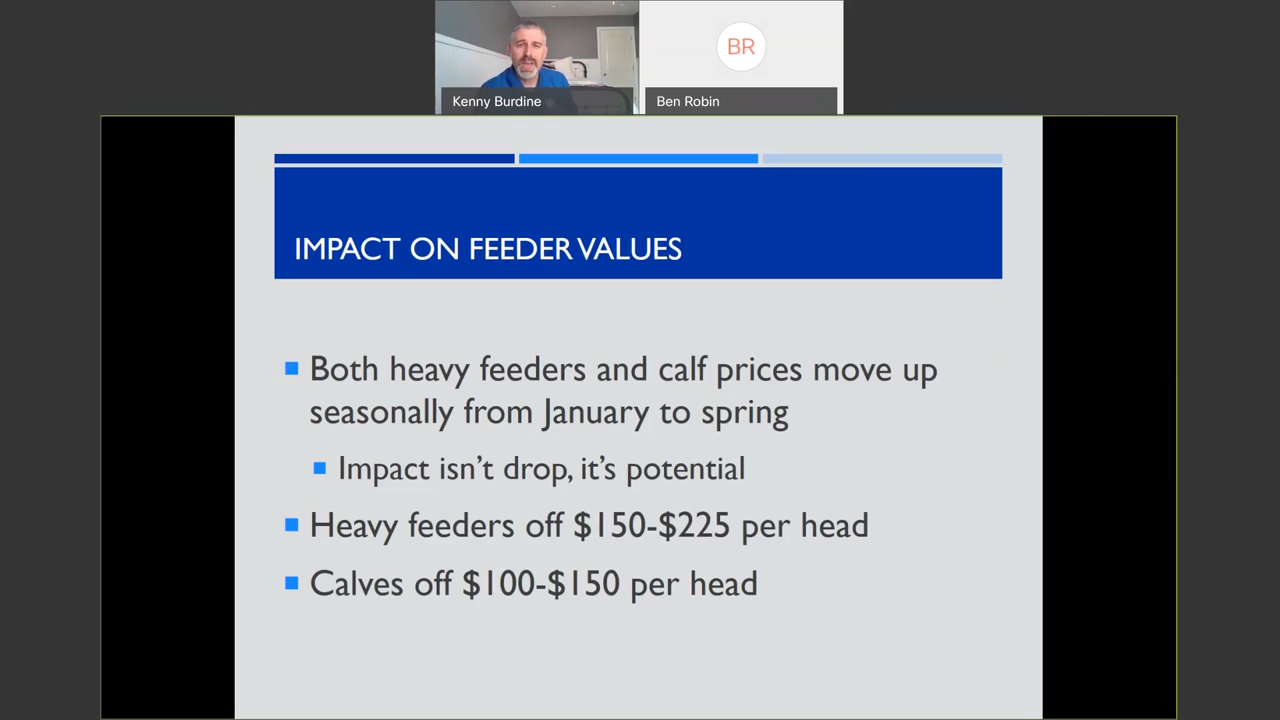 BR
Kenny Burdine
Ben Robin
IMPACT ON FEEDER VALUES
Both heavy feeders and calf prices move up
seasonally from January to spring
Impact isn't drop, it's potential
Heavy feeders off $150-$225 per head
Calves off $100-$150 per head